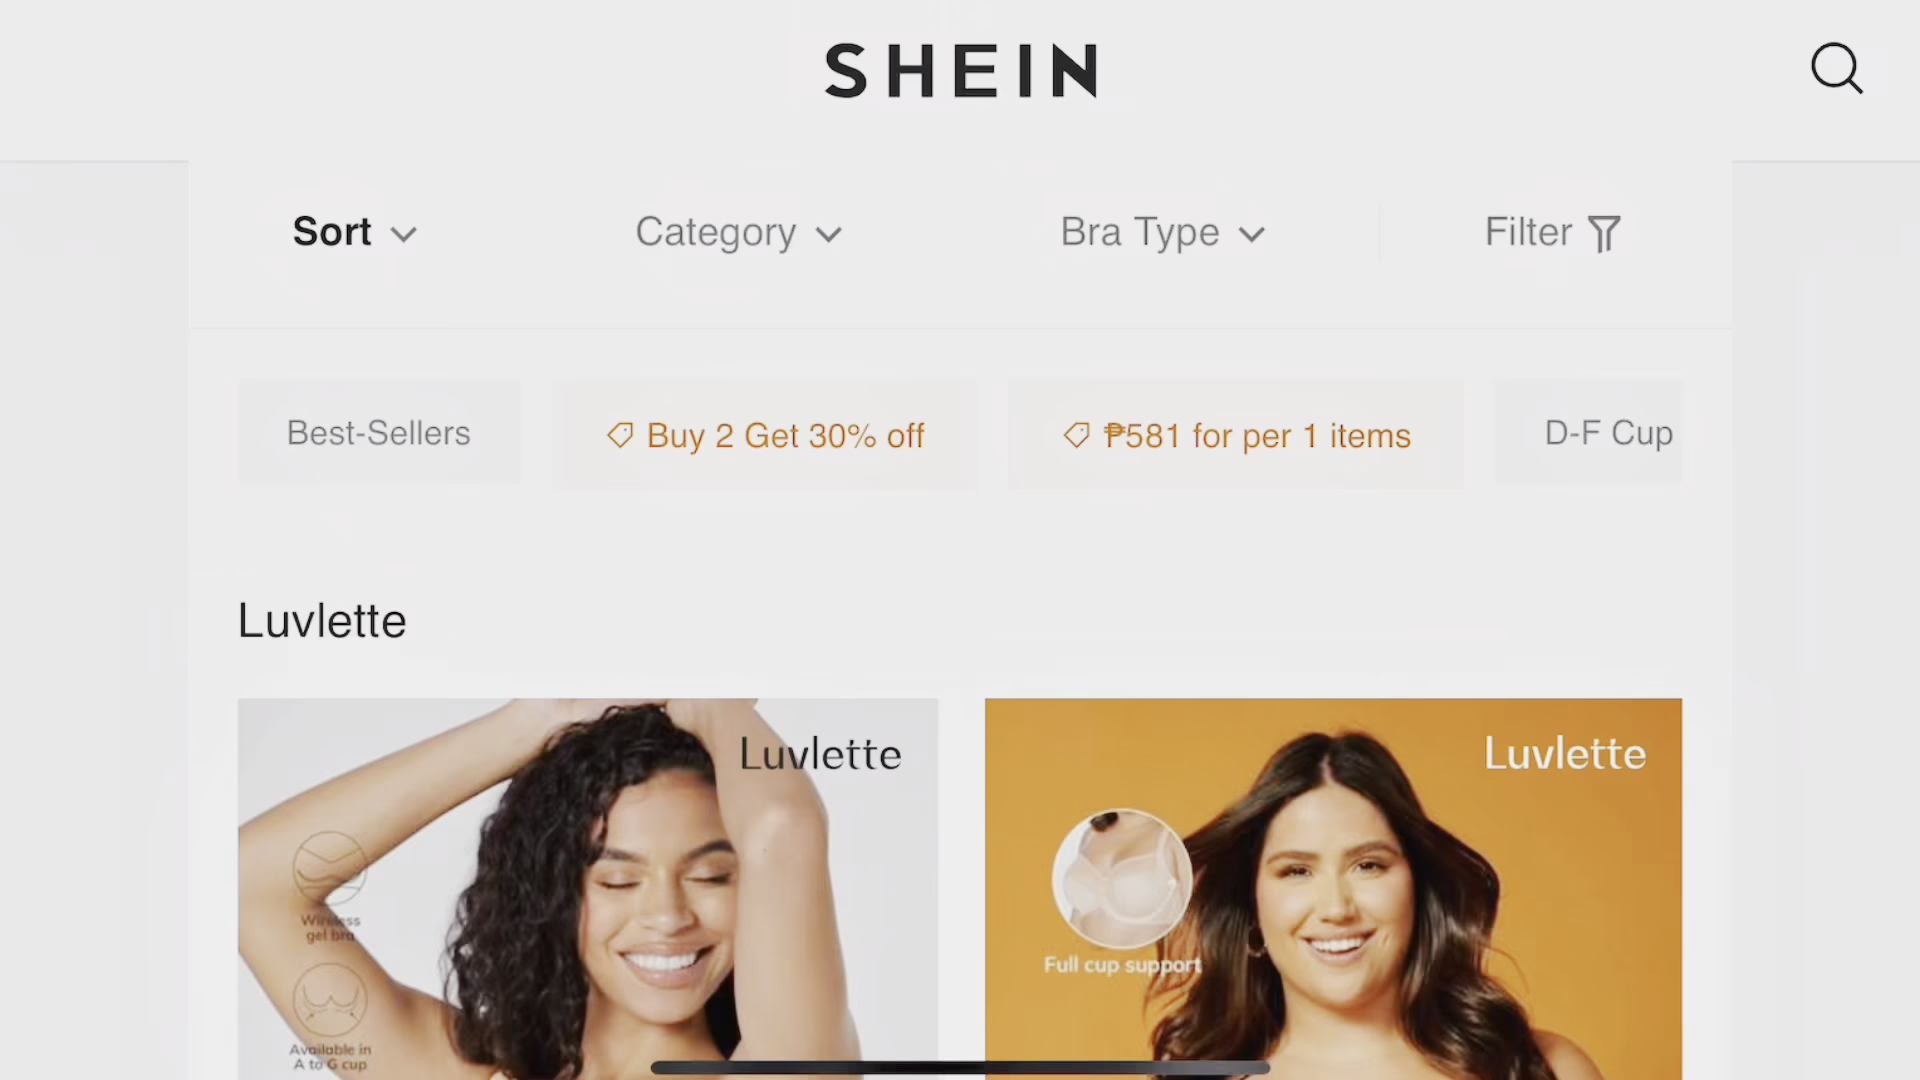 SHEIN
Sort
Category
Bra Type
Filter
Best-Sellers
Buy 2 Get 30% off
₱581 for per 1 items
D-F Cup
Luvlette
Luvlette
Wireless
gel bra
Available in
A to G cup
Luvlette
Full cup support